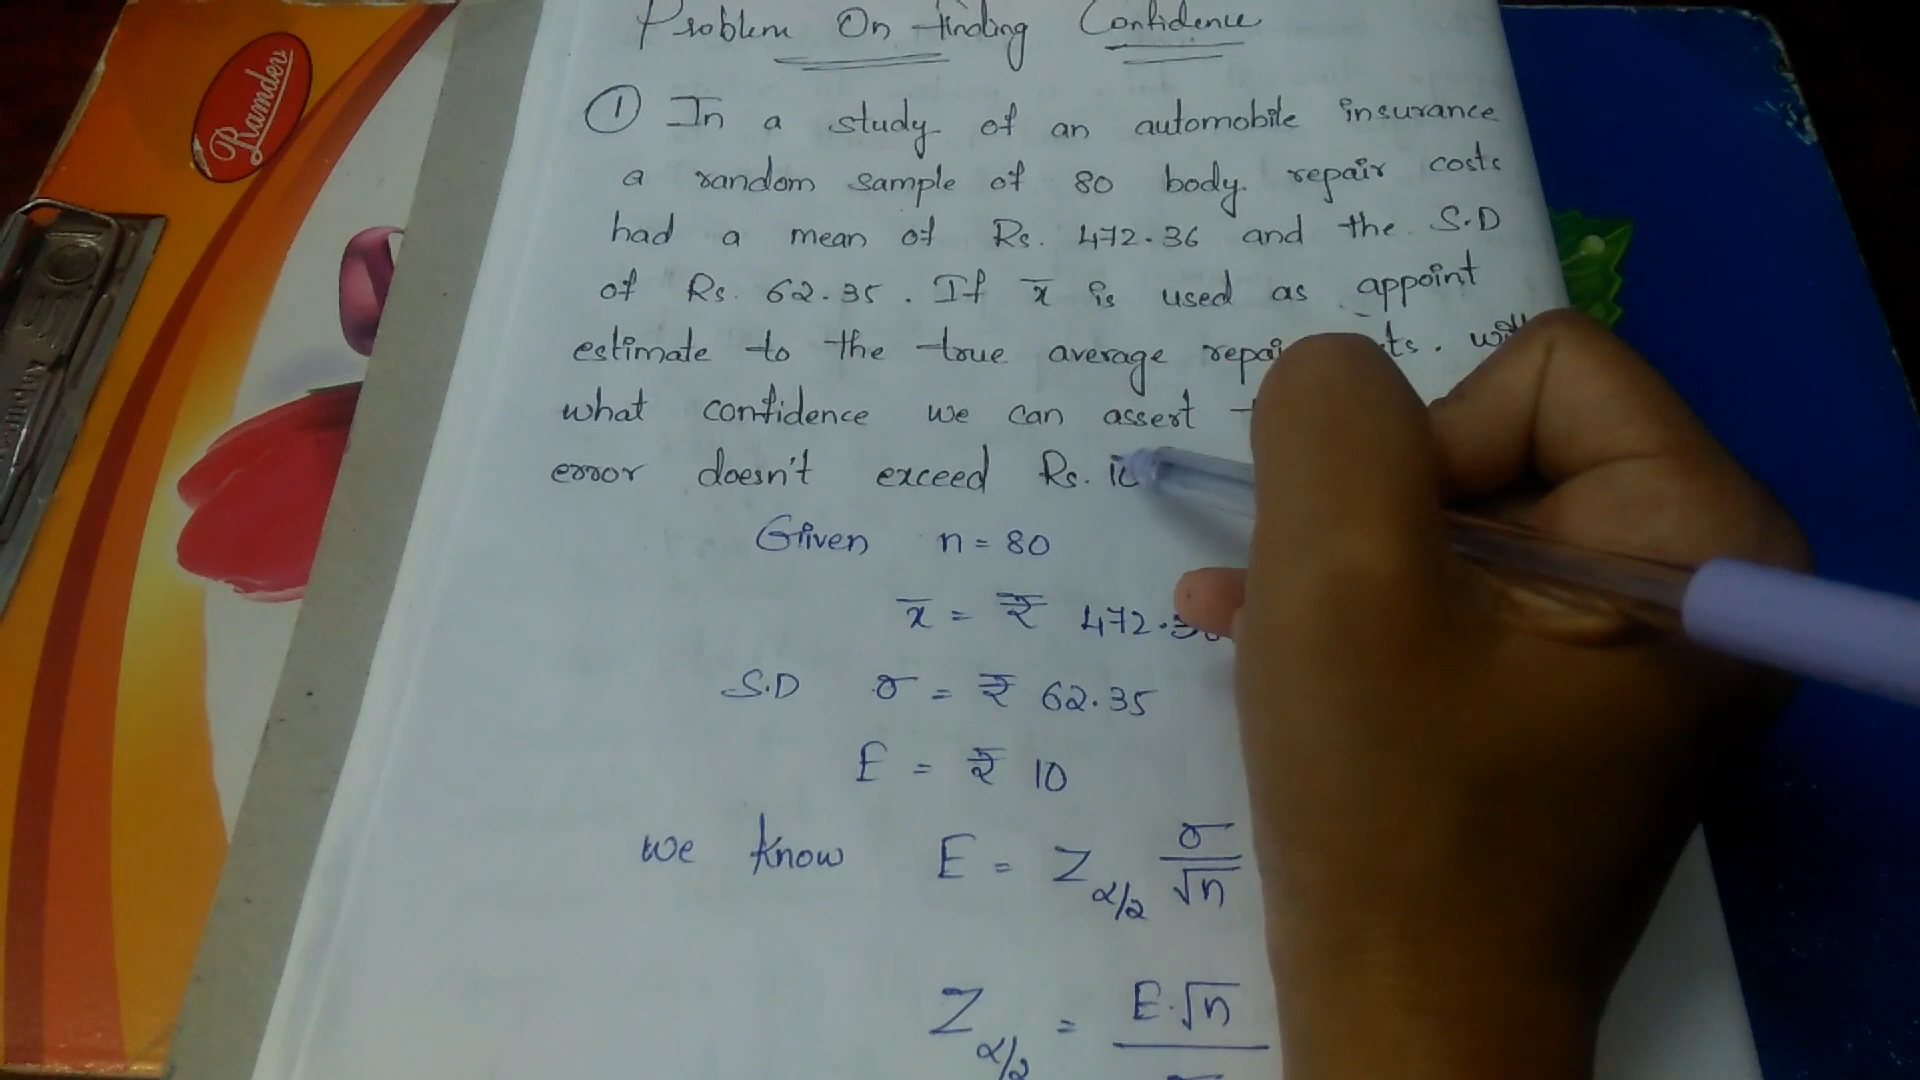 Ramdev
Problem On finding Confidence
① In a study of an automobile insurance
a random sample of 80 body repair costs
had a mean of Rs. 472.36 and the S.D
of Rs. 62.35. If x̄ is used as appoint
estimate to the true average
what confidence we can assert
error doesn't exceed Rs.
Given n = 80
x̄ = ₹ 472.
S.D σ = ₹ 62.35
E = ₹ 10
we know E = Z α/2 σ/√n
Z α/2 = E.√n